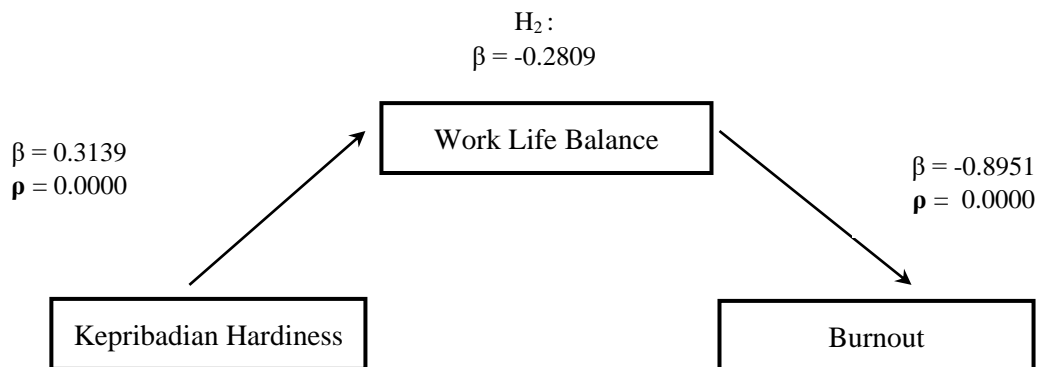 H₂ :
β = -0.2809
Work Life Balance
β = 0.3139
ρ = 0.0000
β = -0.8951
ρ = 0.0000
Kepribadian Hardiness
Burnout